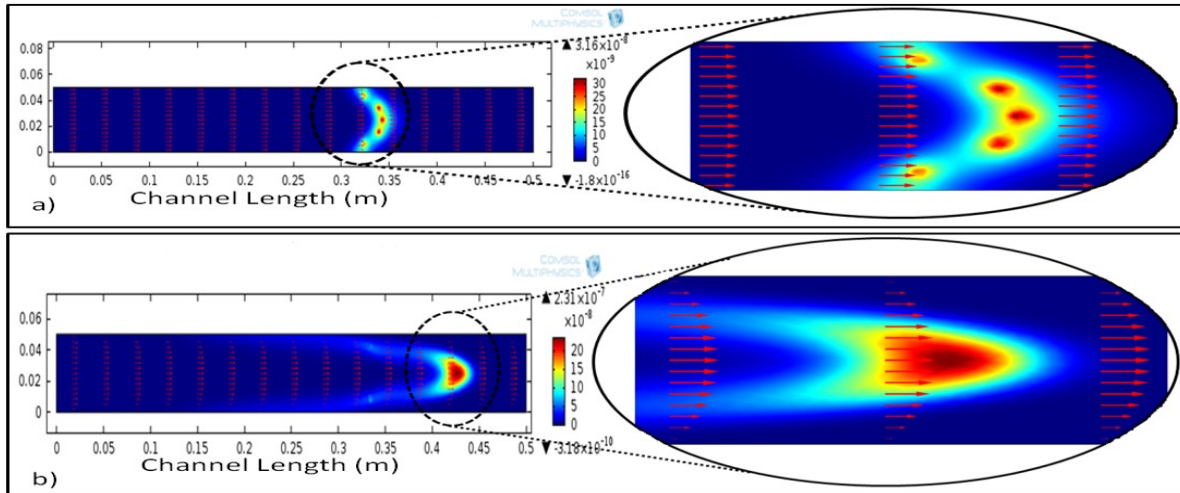 COMSOL
MULTIPHYSICS
0.08
0.06
0.04
0.02
0
0 0.05 0.1 0.15 0.2 0.25 0.3 0.35 0.4 0.45 0.5
Channel Length (m)
a)
▲ 3.16×10⁻⁸
×10⁻⁹
30
25
20
15
10
5
0
▼ -1.8×10⁻¹⁶
COMSOL
MULTIPHYSICS
0.06
0.04
0.02
0
0 0.05 0.1 0.15 0.2 0.25 0.3 0.35 0.4 0.45 0.5
Channel Length (m)
b)
▲ 2.31×10⁻⁷
×10⁻⁸
20
15
10
5
0
▼ -3.18×10⁻¹⁰